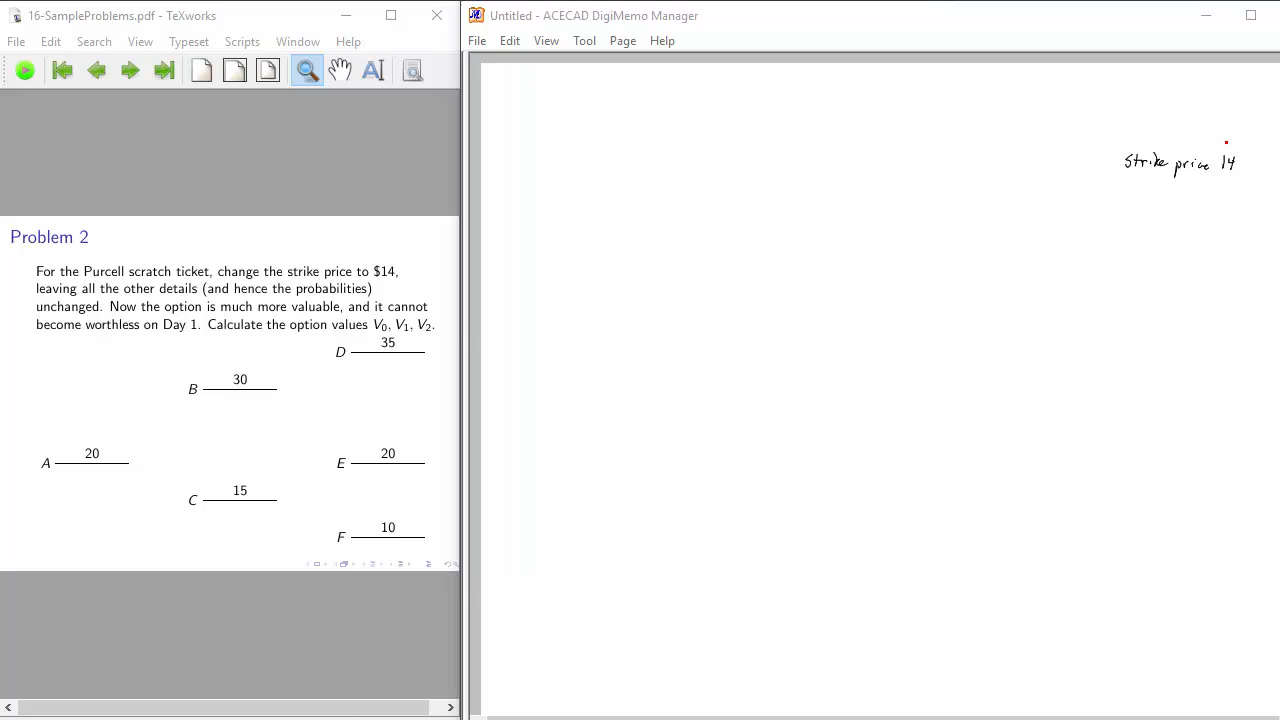 16-SampleProblems.pdf - TeXworks
File Edit Search View Typeset Scripts Window Help
Problem 2
For the Purcell scratch ticket, change the strike price to $14,
leaving all the other details (and hence the probabilities)
unchanged. Now the option is much more valuable, and it cannot
become worthless on Day 1. Calculate the option values V₀, V₁, V₂.
D 35
B 30
A 20
E 20
C 15
F 10
Untitled - ACECAD DigiMemo Manager
File Edit View Tool Page Help
Strike price 14